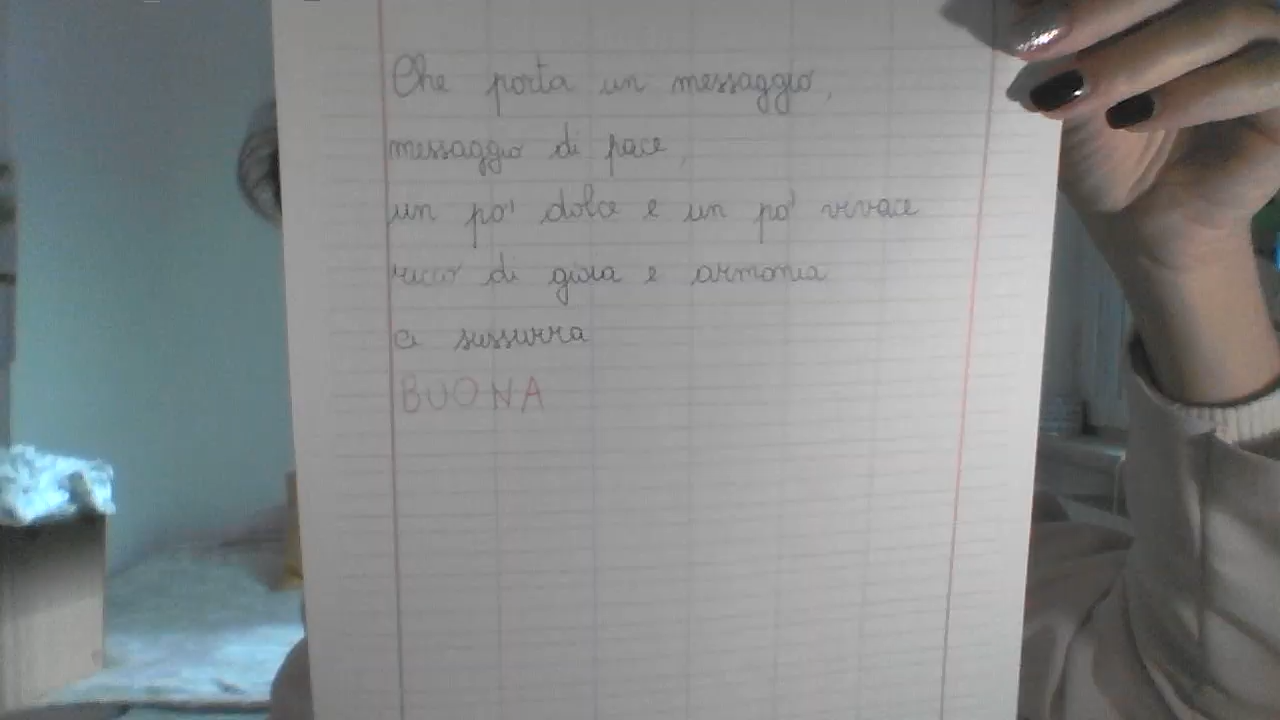 Che porta un messaggio,
messaggio di pace,
un po' dolce e un po' vivace
ricco di gioia e armonia
ci sussurra
BUONA